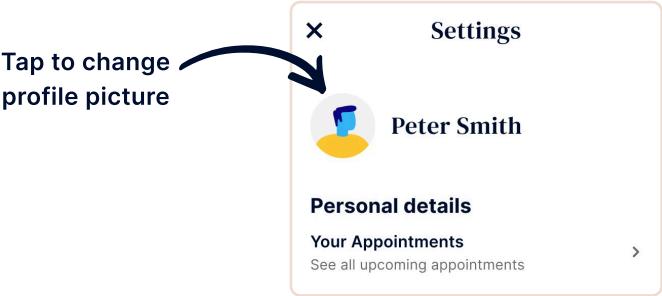 Settings
Tap to change
profile picture
Peter Smith
Personal details
Your Appointments
See all upcoming appointments